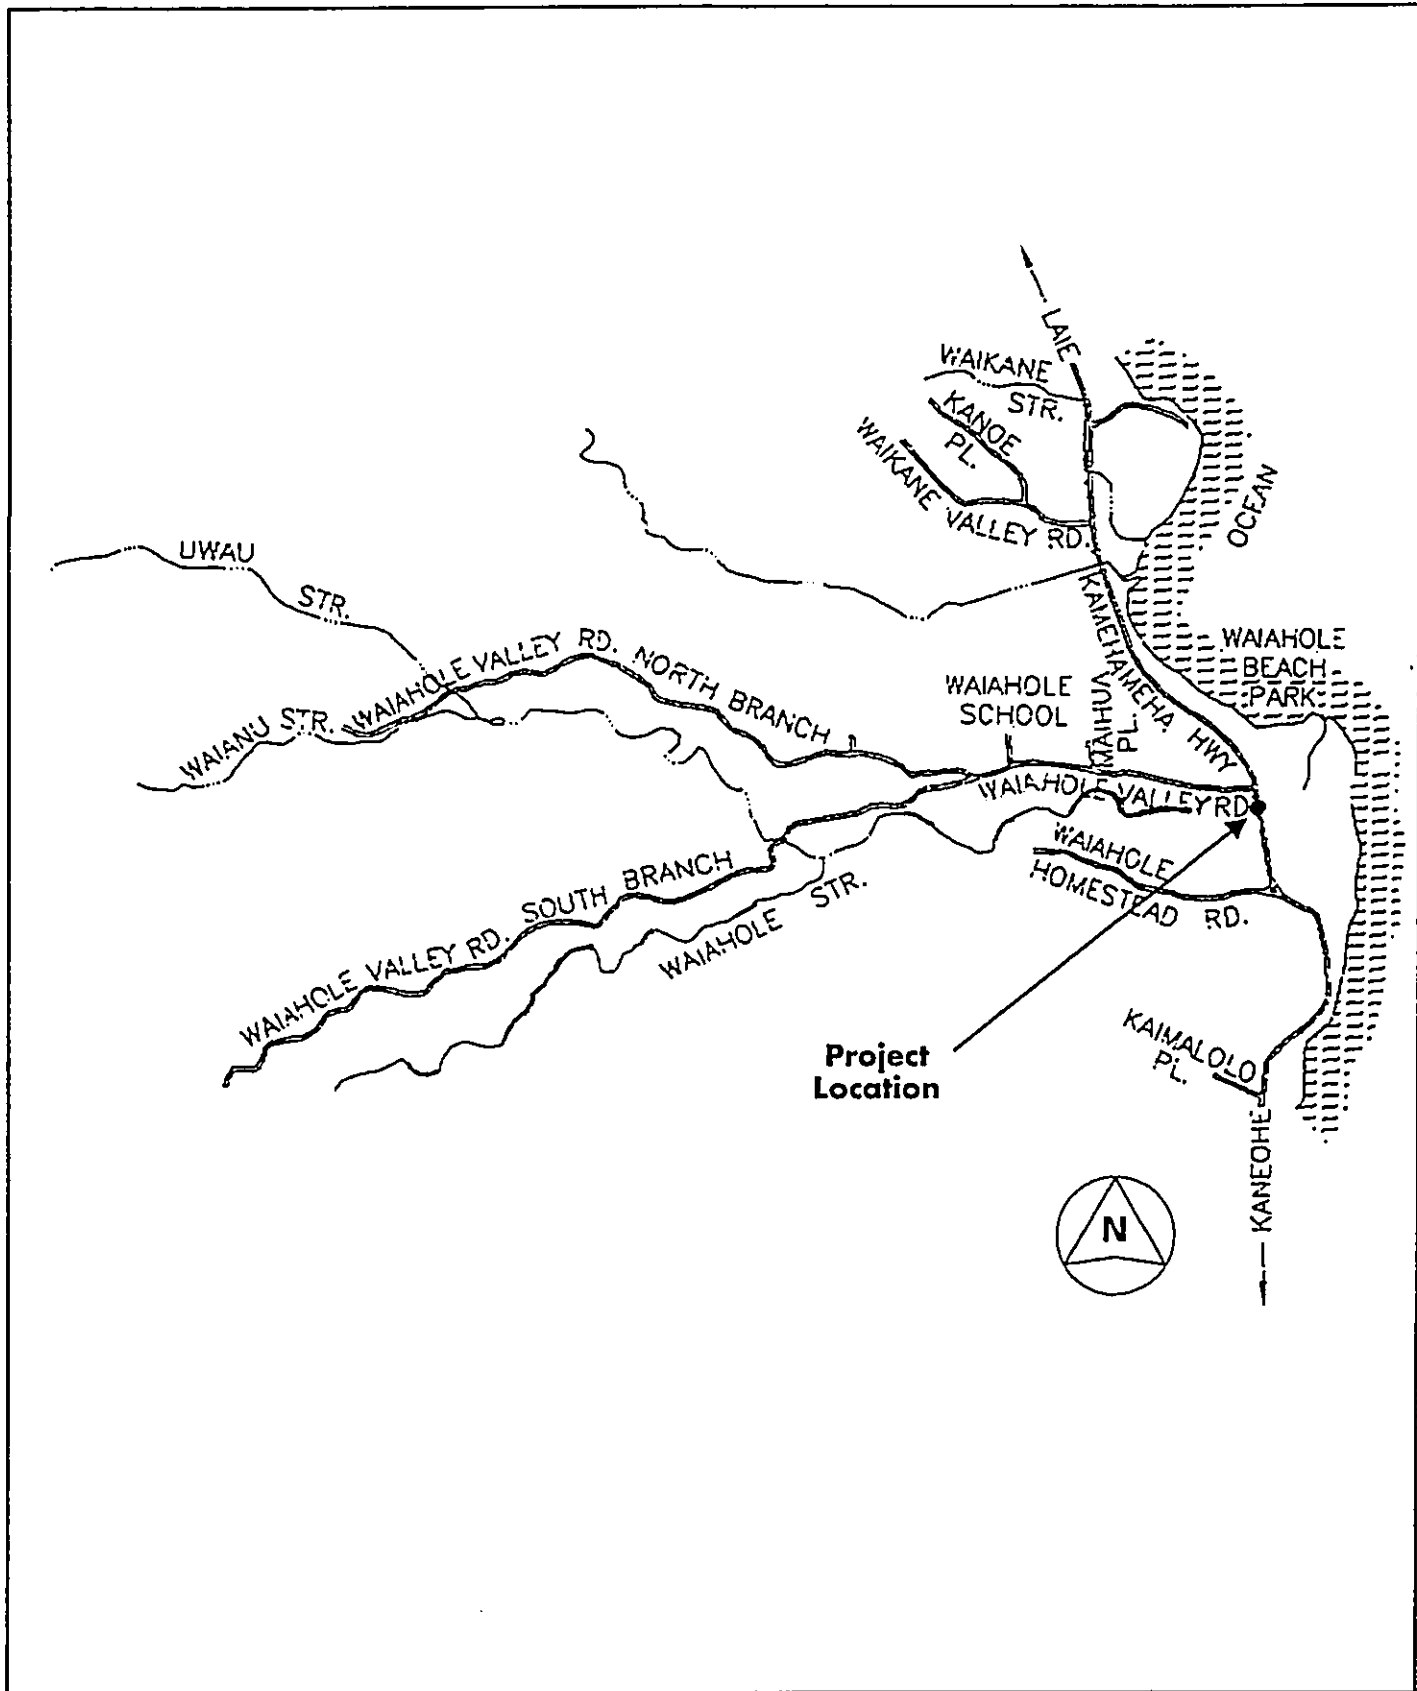 LAIE
WAIKANE
STR.
KANOE
PL.
WAIKANE VALLEY RD.
OCEAN
UWAU
STR.
KAMEHAMEHA HWY
WAIAHOLE
BEACH
PARK
WAIAHOLE VALLEY RD. NORTH BRANCH
WAIAHOLE
SCHOOL
MAIHUA
PL.
WAIANU STR.
WAIAHOLE VALLEY RD
WAIAHOLE
HOMESTEAD RD.
WAIAHOLE VALLEY RD. SOUTH BRANCH
WAIAHOLE STR.
Project
Location
KAIMALOLO
PL.
KANEOHE
N